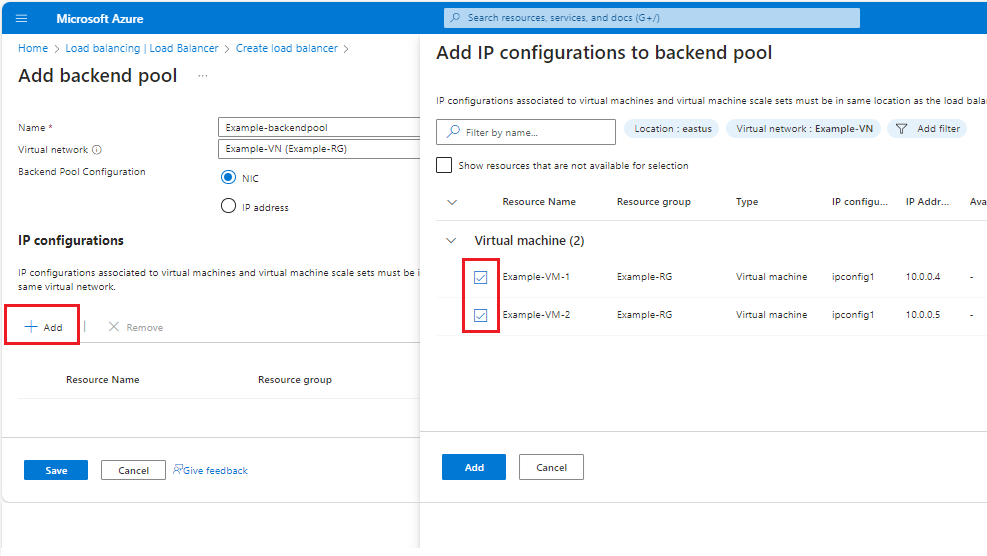 Microsoft Azure
Search resources, services, and docs (G+/)
Home > Load balancing | Load Balancer > Create load balancer >
Add backend pool ...
Name *
Example-backendpool
Virtual network
Example-VN (Example-RG)
Backend Pool Configuration
NIC
IP address
IP configurations
IP configurations associated to virtual machines and virtual machine scale sets must be i
same virtual network.
+ Add | Remove
Resource Name Resource group
Save Cancel Give feedback
Add IP configurations to backend pool
IP configurations associated to virtual machines and virtual machine scale sets must be in same location as the load balan
Filter by name...
Location : eastus
Virtual network : Example-VN
Add filter
Show resources that are not available for selection
Resource Name Resource group Type IP configu... IP Addr... Ava
Virtual machine (2)
Example-VM-1 Example-RG Virtual machine ipconfig1 10.0.0.4 -
Example-VM-2 Example-RG Virtual machine ipconfig1 10.0.0.5 -
Add Cancel